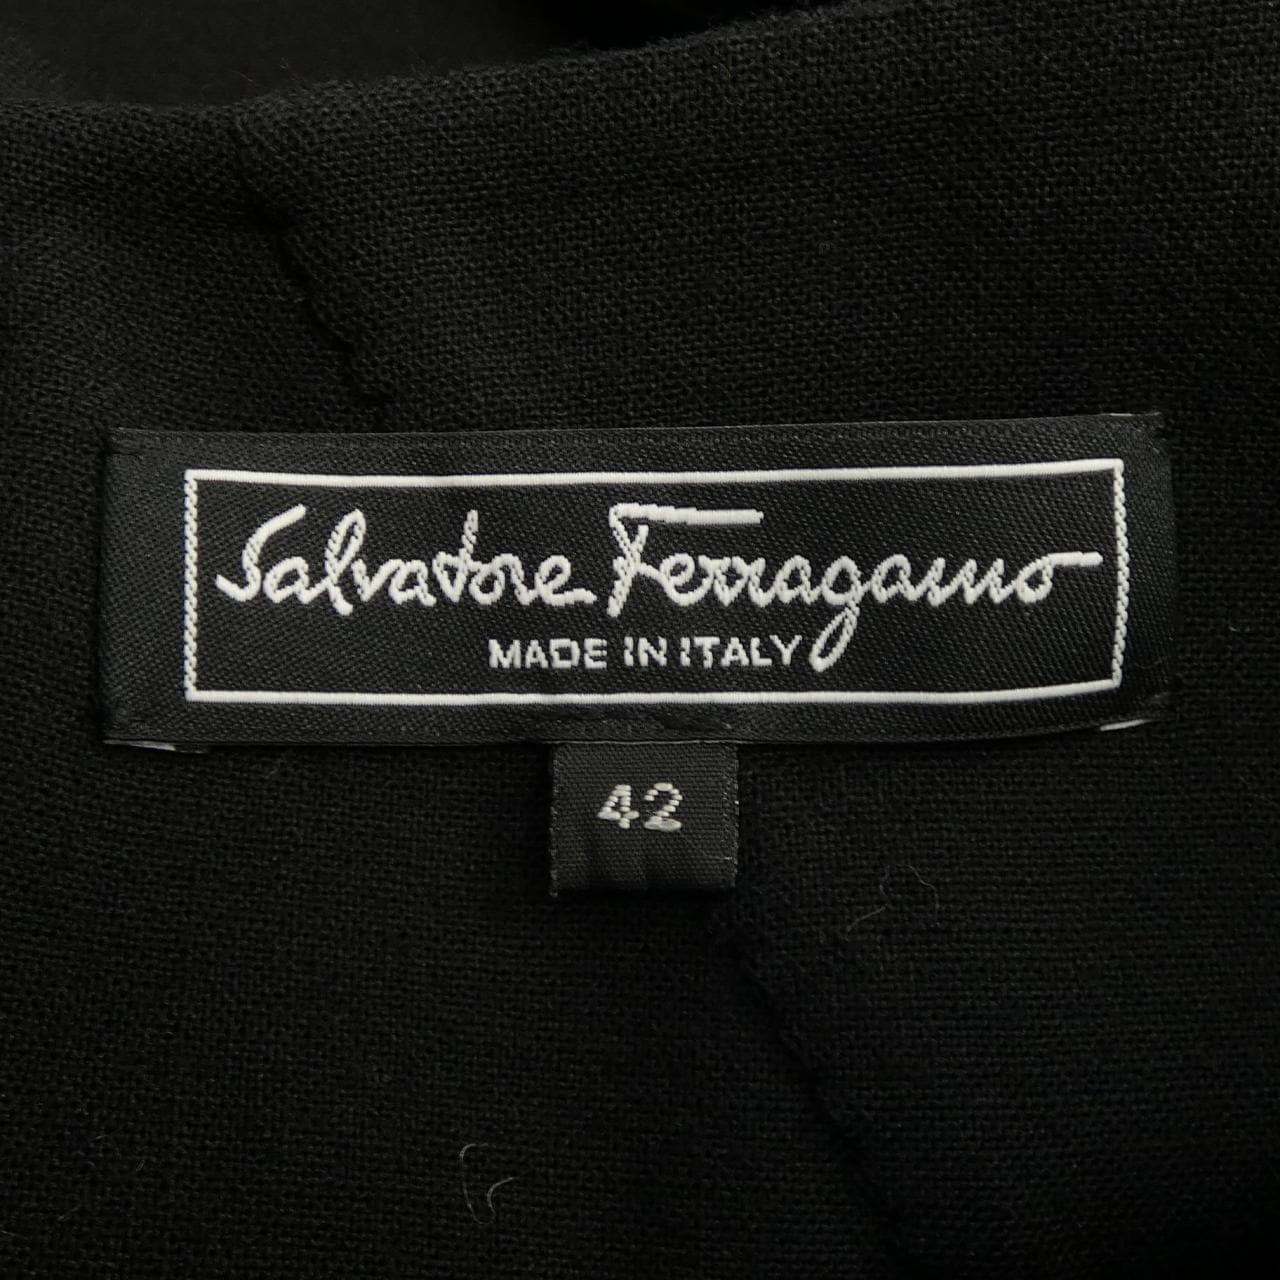 Salvatore Ferragamo
MADE IN ITALY
42